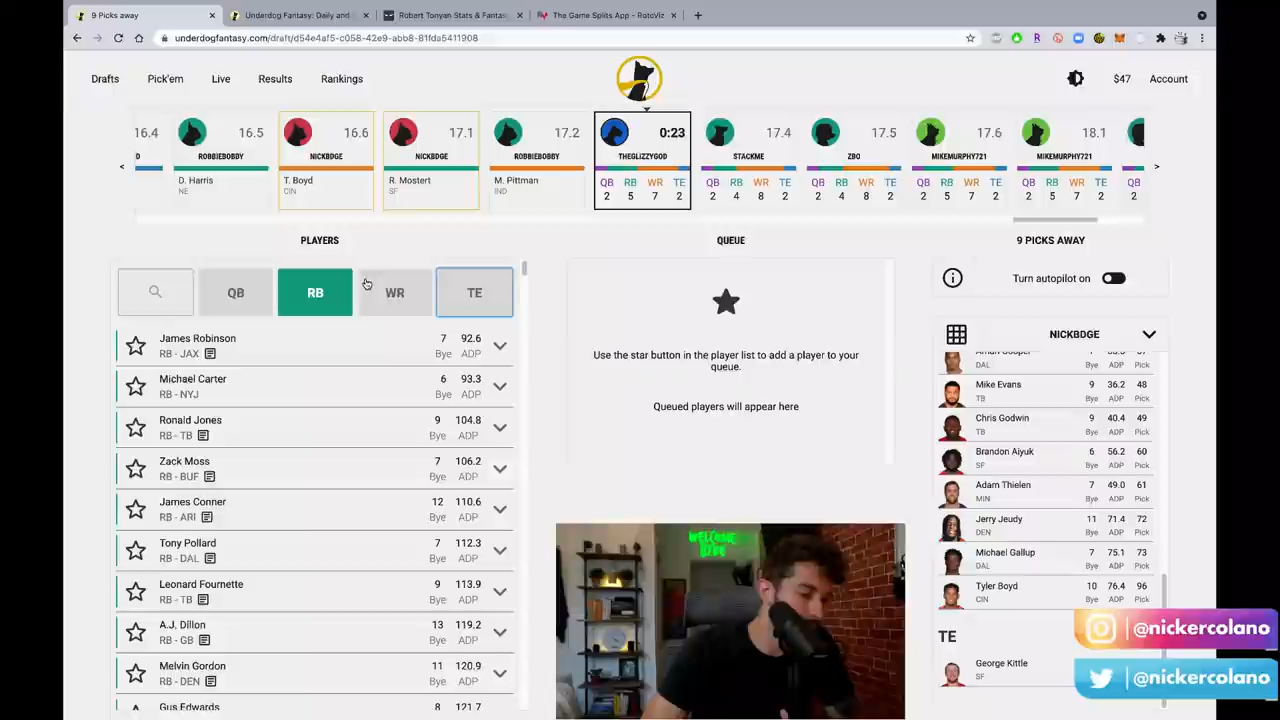 9 Picks away
Underdog Fantasy: Daily and
Robert Tonyan Stats & Fantasy
The Game Splits App - RotoViz
underdogfantasy.com/draft/d54e4af5-c058-42e9-abb8-81fda5411908
Drafts
Pick'em
Live
Results
Rankings
$47
Account
16.4
16.5
ROBBIEBOBBY
D. Harris
NE
16.6
NICKBDGE
T. Boyd
CIN
17.1
NICKBDGE
R. Mostert
SF
17.2
ROBBIEBOBBY
M. Pittman
IND
0:23
THEGLIZZYGOD
QB RB WR TE
2 5 7 2
17.4
STACKME
QB RB WR TE
2 4 8 2
17.5
ZBO
QB RB WR TE
2 4 8 2
17.6
MIKEMURPHY721
QB RB WR TE
2 5 7 2
18.1
MIKEMURPHY721
QB RB WR TE
2 5 7 2
QB
2
<
>
PLAYERS
QB
RB
WR
TE
James Robinson 7 92.6
RB - JAX Bye ADP
Michael Carter 6 93.3
RB - NYJ Bye ADP
Ronald Jones 9 104.8
RB - TB Bye ADP
Zack Moss 7 106.2
RB - BUF Bye ADP
James Conner 12 110.6
RB - ARI Bye ADP
Tony Pollard 7 112.3
RB - DAL Bye ADP
Leonard Fournette 9 113.9
RB - TB Bye ADP
A.J. Dillon 13 119.2
RB - GB Bye ADP
Melvin Gordon 11 120.9
RB - DEN Bye ADP
Gus Edwards 8 121.7
QUEUE
Use the star button in the player list to add a player to your
queue.
Queued players will appear here
WELCOME
9 PICKS AWAY
Turn autopilot on
NICKBDGE
DAL Bye ADP Pick
Mike Evans 9 36.2 48
TB Bye ADP Pick
Chris Godwin 9 40.4 49
TB Bye ADP Pick
Brandon Aiyuk 6 56.2 60
SF Bye ADP Pick
Adam Thielen 7 49.0 61
MIN Bye ADP Pick
Jerry Jeudy 11 71.4 72
DEN Bye ADP Pick
Michael Gallup 7 75.1 73
DAL Bye ADP Pick
Tyler Boyd 10 76.4 96
CIN Bye ADP Pick
TE
George Kittle
SF
@nickercolano
@nickercolano